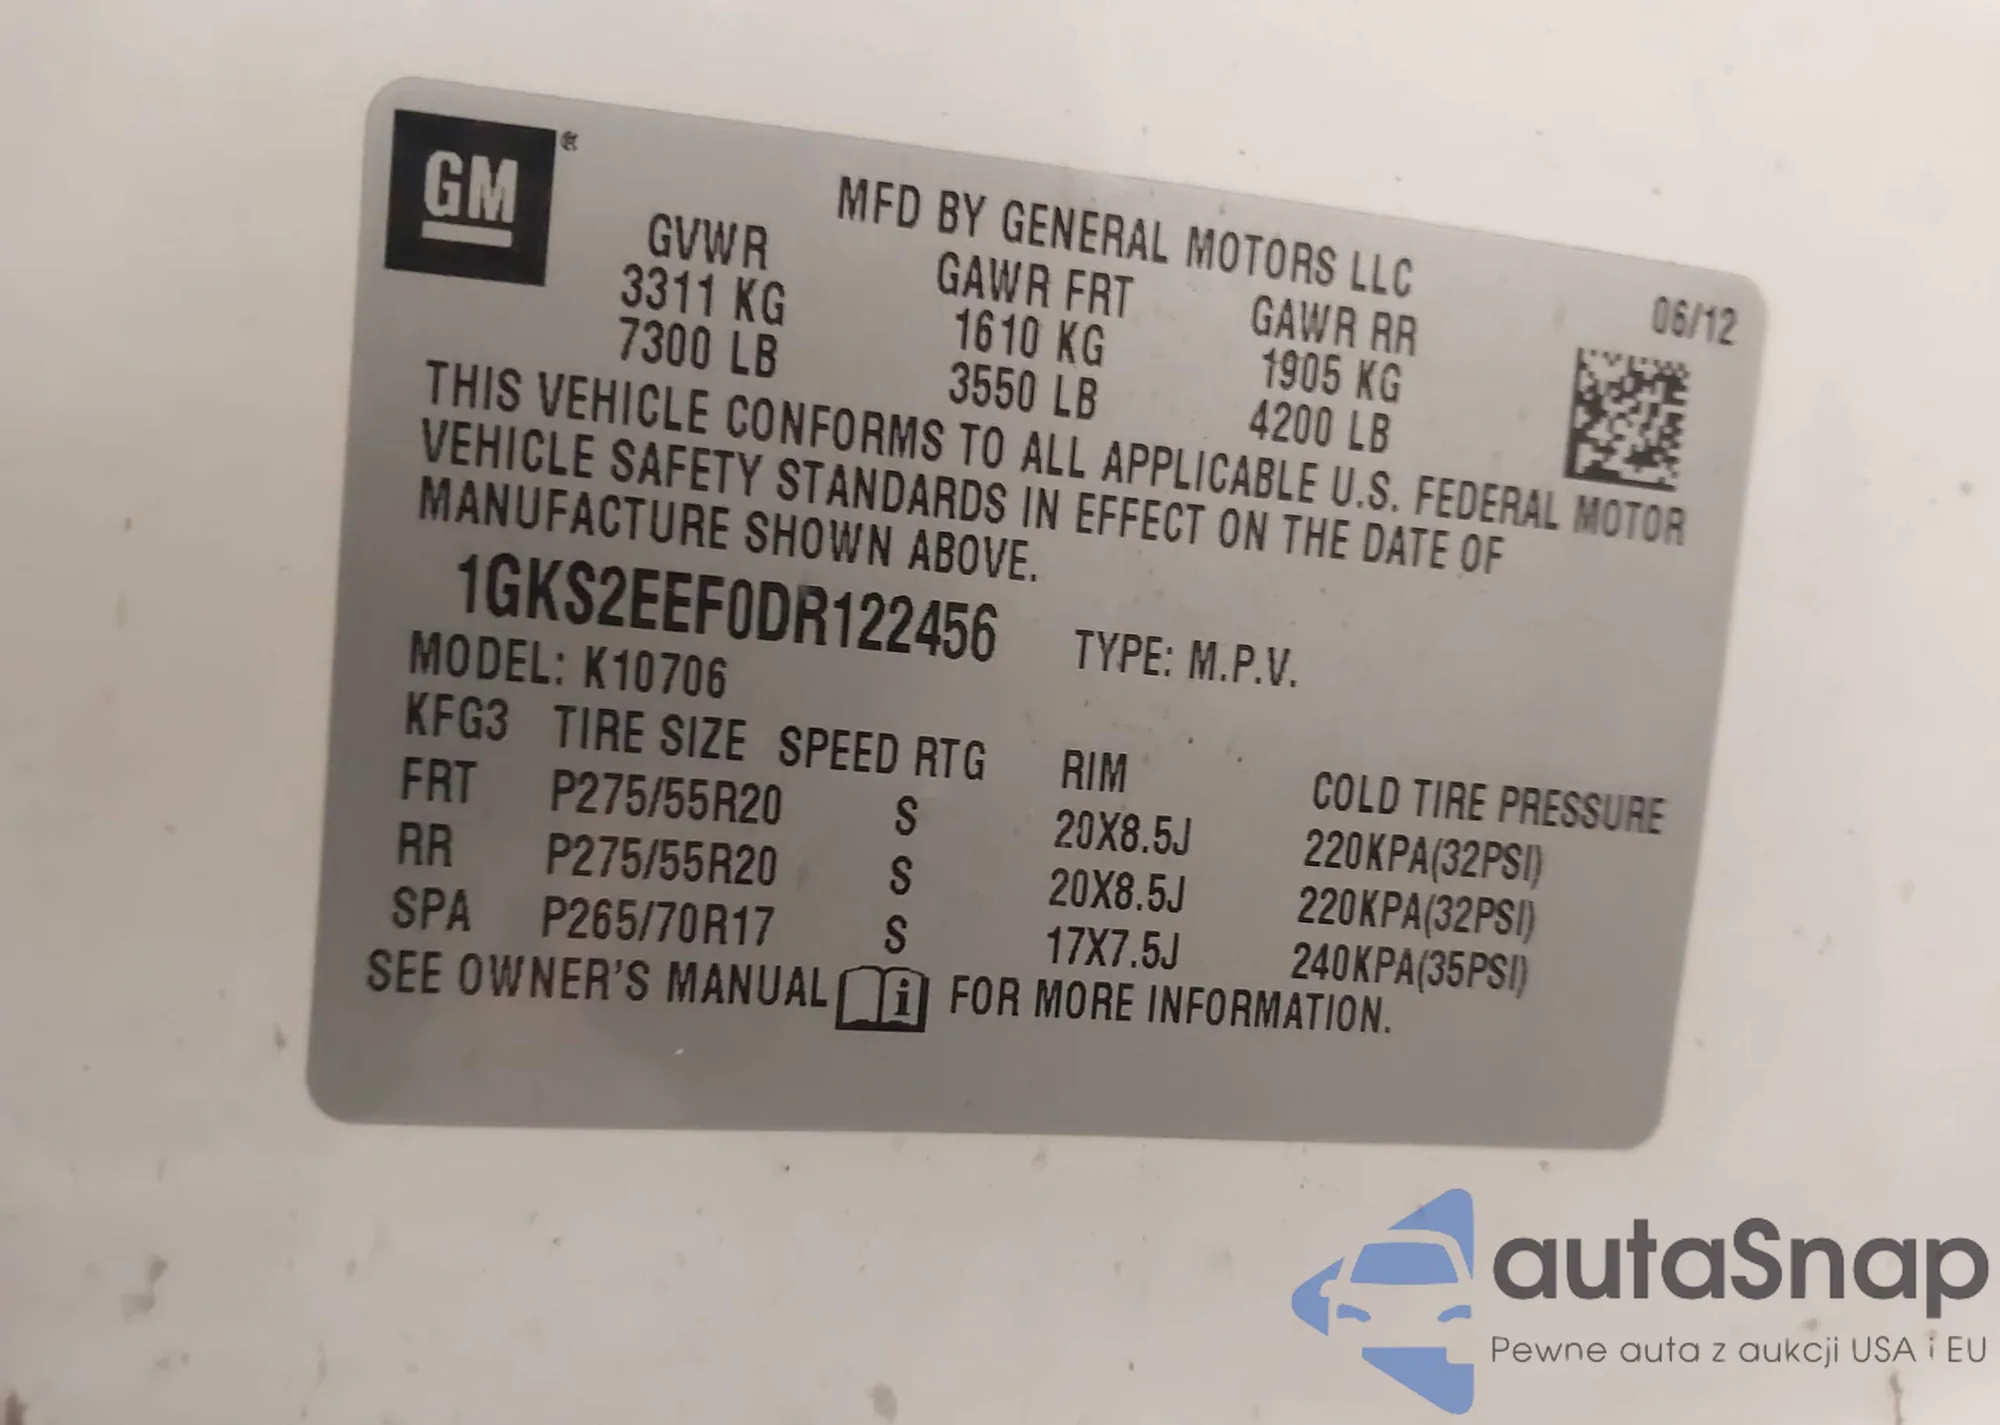 GM ®
MFD BY GENERAL MOTORS LLC
06/12
GVWR GAWR FRT GAWR RR
3311 KG 1610 KG 1905 KG
7300 LB 3550 LB 4200 LB
THIS VEHICLE CONFORMS TO ALL APPLICABLE U.S. FEDERAL MOTOR
VEHICLE SAFETY STANDARDS IN EFFECT ON THE DATE OF
MANUFACTURE SHOWN ABOVE.
1GKS2EEF0DR122456 TYPE: M.P.V.
MODEL: K10706
KFG3 TIRE SIZE SPEED RTG RIM COLD TIRE PRESSURE
FRT P275/55R20 S 20X8.5J 220KPA(32PSI)
RR P275/55R20 S 20X8.5J 220KPA(32PSI)
SPA P265/70R17 S 17X7.5J 240KPA(35PSI)
SEE OWNER'S MANUAL i FOR MORE INFORMATION.
autaSnap
Pewne auta z aukcji USA i EU